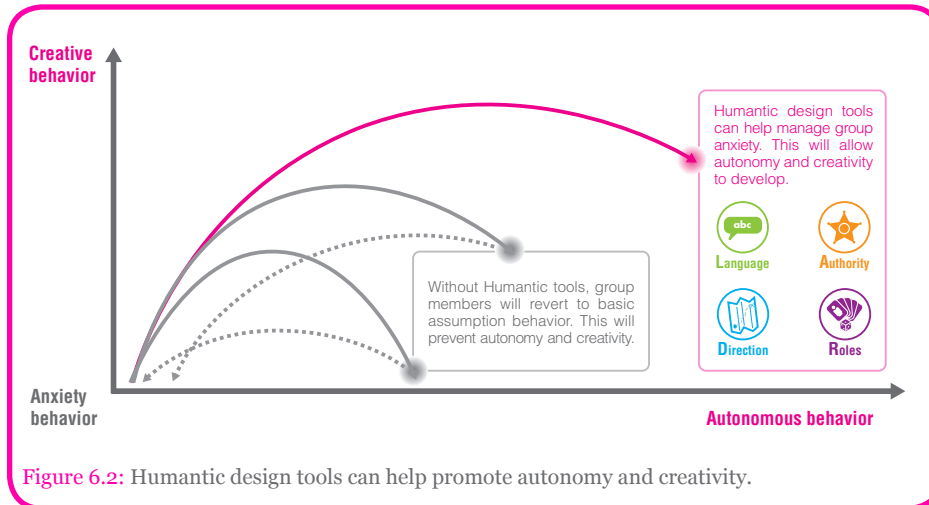 Creative
behavior
Humantic design tools
can help manage group
anxiety. This will allow
autonomy and creativity
to develop.
abc
Language
Authority
Without Humantic tools, group
members will revert to basic
assumption behavior. This will
prevent autonomy and creativity.
Direction
Roles
Anxiety
behavior
Autonomous behavior
Figure 6.2: Humantic design tools can help promote autonomy and creativity.